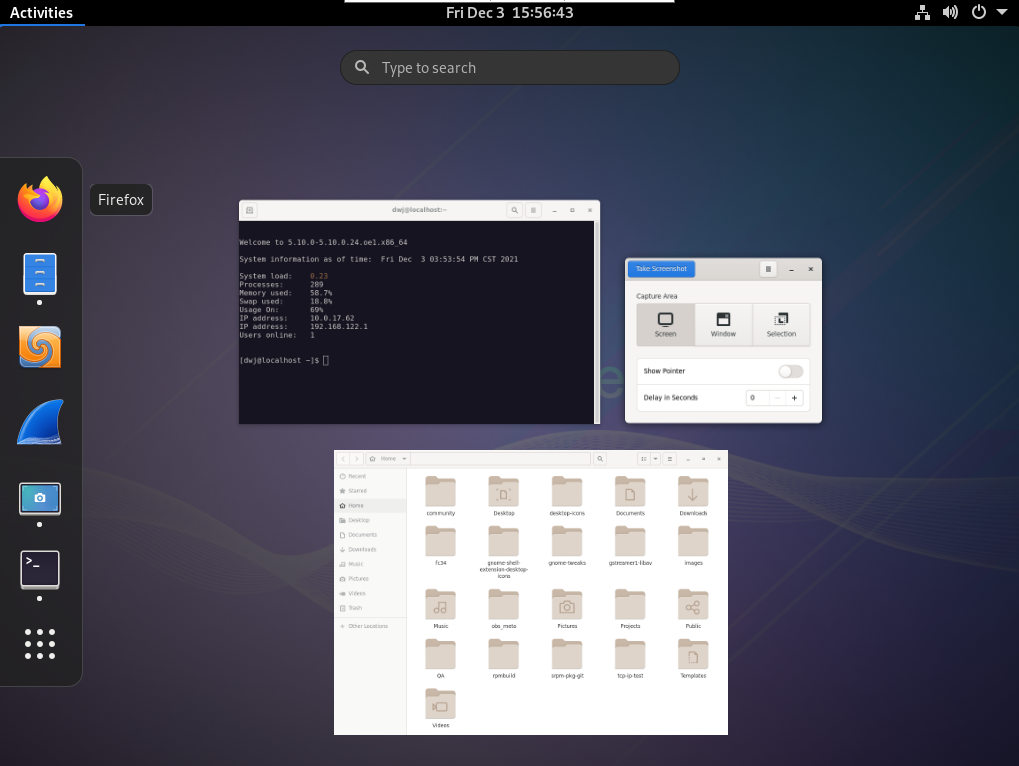 Activities
Fri Dec 3 15:56:43
Type to search
Firefox
dwj@localhost:~
Welcome to 5.10.0-5.10.0.24.oe1.x86_64
System information as of time: Fri Dec 3 03:53:54 PM CST 2021
System load: 0.23
Processes: 289
Memory used: 58.7%
Swap used: 18.8%
Usage On: 69%
IP address: 10.0.17.62
IP address: 192.168.122.1
Users online: 1
[dwj@localhost ~]$
Take Screenshot
Capture Area
Screen Window Selection
Show Pointer
Delay in Seconds 0 - +
Home
Recent
Starred
Home
Desktop
Documents
Downloads
Music
Pictures
Videos
Trash
+ Other Locations
community Desktop desktop-icons Documents Downloads
fc34 gnome-shell-extension-desktop-icons gnome-tweaks gstreamer1-libav images
Music obs_meta Pictures Projects Public
QA rpmbuild srpm-pkg-git tcp-ip-test Templates
Videos